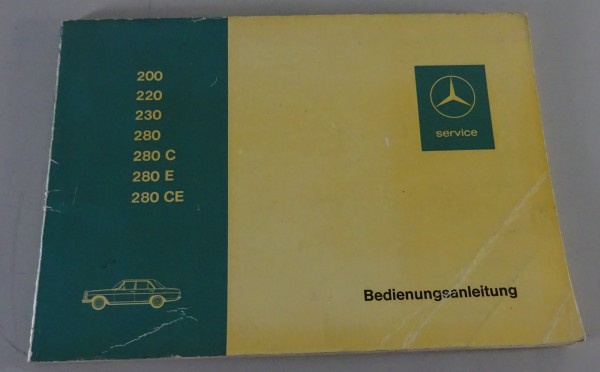 200
220
230
280
280 C
280 E
280 CE
service
Bedienungsanleitung